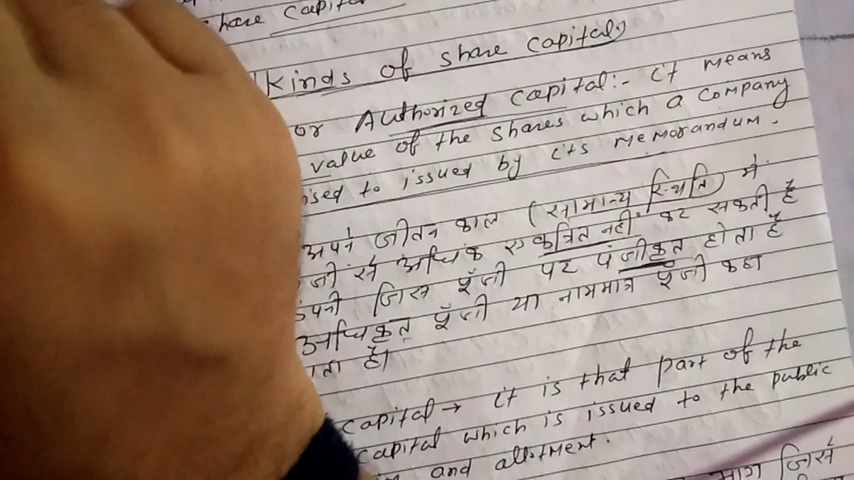 share capital
Kinds of share capital
or Authorized capital:- it means
value of the shares which a company
to issued by its memorandum.
अपने जीवन काल (सामान्य स्थिति) में
से अधिक एकत्रित नहीं कर सकती है
जिस पूँजी पर पंजीकृत होता है
अधिकृत पूँजी या नाममात्र पूँजी कहा
है।
capital → it is that part of the
capital which is issued to the public
and allotment.
भाग जिसे